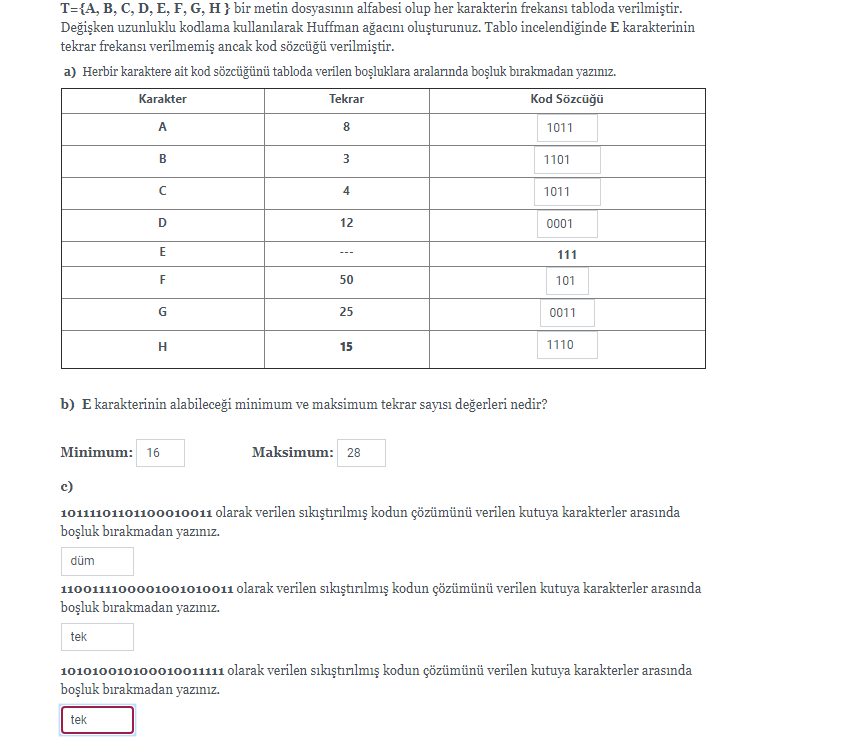 T={A, B, C, D, E, F, G, H } bir metin dosyasının alfabesi olup her karakterin frekansı tabloda verilmiştir.
Değişken uzunluklu kodlama kullanılarak Huffman ağacını oluşturunuz. Tablo incelendiğinde E karakterinin
tekrar frekansı verilmemiş ancak kod sözcüğü verilmiştir.
a) Herbir karaktere ait kod sözcüğünü tabloda verilen boşluklara aralarında boşluk bırakmadan yazınız.
Karakter Tekrar Kod Sözcüğü
A 8 1011
B 3 1101
C 4 1011
D 12 0001
E --- 111
F 50 101
G 25 0011
H 15 1110
b) E karakterinin alabileceği minimum ve maksimum tekrar sayısı değerleri nedir?
Minimum: 16 Maksimum: 28
c)
10111101101100010011 olarak verilen sıkıştırılmış kodun çözümünü verilen kutuya karakterler arasında
boşluk bırakmadan yazınız.
düm
1100111100001001010011 olarak verilen sıkıştırılmış kodun çözümünü verilen kutuya karakterler arasında
boşluk bırakmadan yazınız.
tek
101010010100010011111 olarak verilen sıkıştırılmış kodun çözümünü verilen kutuya karakterler arasında
boşluk bırakmadan yazınız.
tek